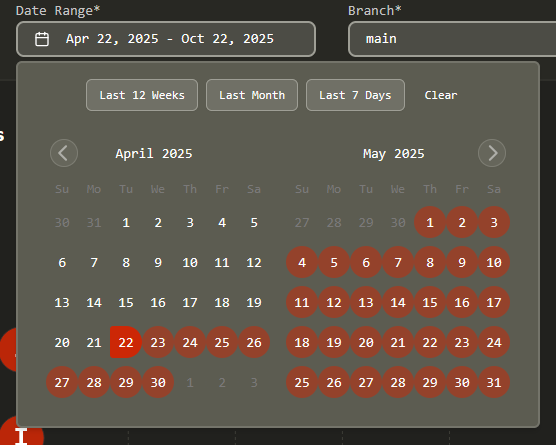 Date Range* Branch*
Apr 22, 2025 - Oct 22, 2025 main
Last 12 Weeks Last Month Last 7 Days Clear
s
April 2025 May 2025
Su Mo Tu We Th Fr Sa Su Mo Tu We Th Fr Sa
30 31 1 2 3 4 5 27 28 29 30 1 2 3
6 7 8 9 10 11 12 4 5 6 7 8 9 10
13 14 15 16 17 18 19 11 12 13 14 15 16 17
20 21 22 23 24 25 26 18 19 20 21 22 23 24
27 28 29 30 1 2 3 25 26 27 28 29 30 31
I